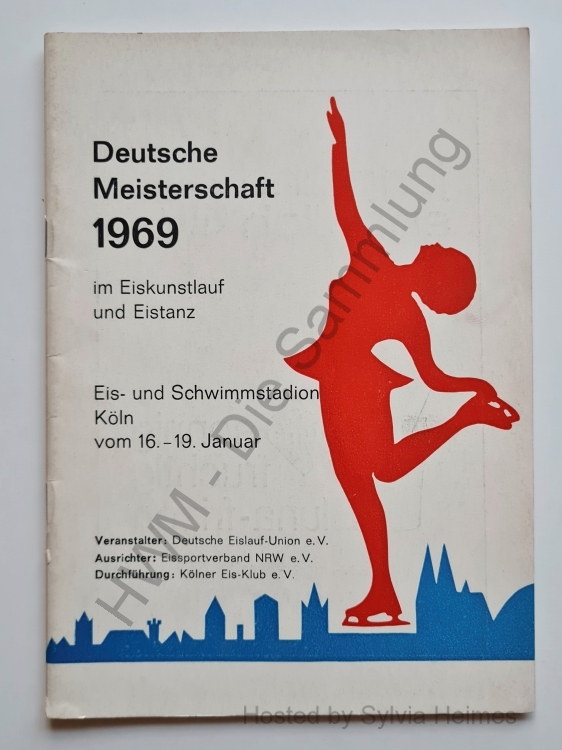 Deutsche
Meisterschaft
1969
im Eiskunstlauf
und Eistanz
Eis- und Schwimmstadion
Köln
vom 16.–19. Januar
Veranstalter: Deutsche Eislauf-Union e.V.
Ausrichter: Eissportverband NRW e.V.
Durchführung: Kölner Eis-Klub e.V.
HWM - Die Sammlung
Hosted by Sylvia Heimes